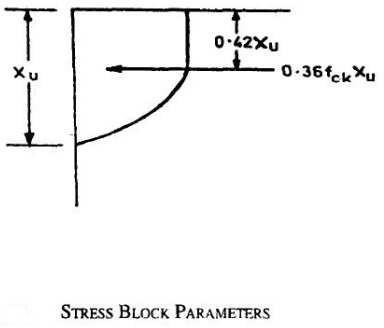 0.42Xu
Xu
0.36fckXu
STRESS BLOCK PARAMETERS